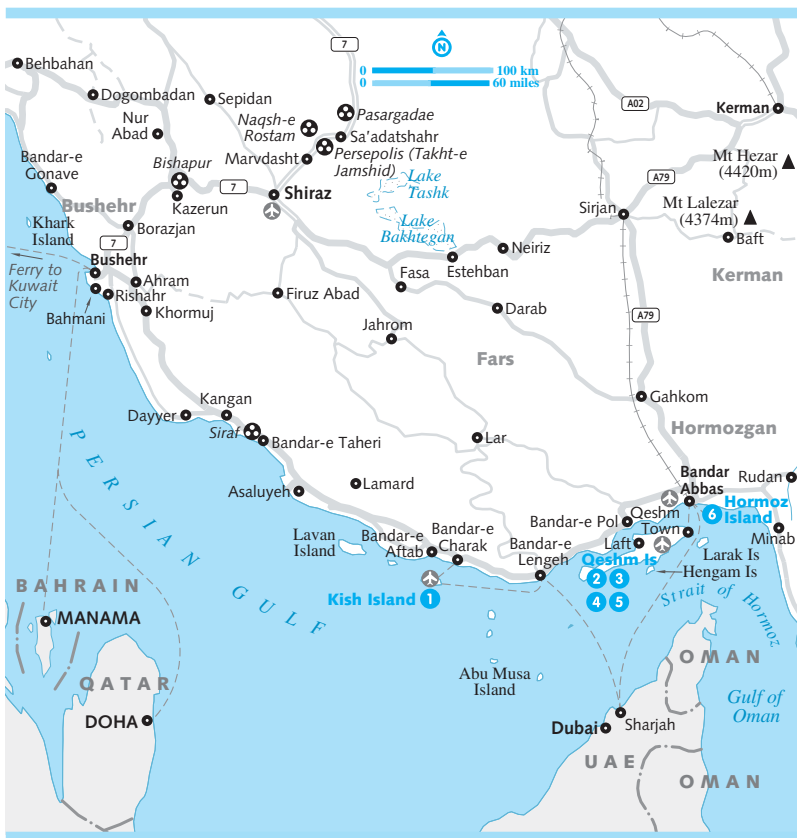 7
N
0
100 km
0
60 miles
Behbahan
Dogombadan
Sepidan
Nur
Abad
Naqsh-e
Rostam
Pasargadae
Sa'adatshahr
Marvdasht
Persepolis (Takht-e
Jamshid)
A02
Kerman
Mt Hezar
(4420m)
A79
Mt Lalezar
(4374m)
Baft
Kerman
Bandar-e
Gonave
Bishapur
Kazerun
7
Shiraz
Lake
Tashk
Lake
Bakhtegan
Sirjan
Neiriz
Estehban
Bushehr
Khark
Island
Borazjan
7
Bushehr
Ferry to
Kuwait
City
Ahram
Rishahr
Bahmani
Khormuj
Firuz Abad
Fasa
Darab
Jahrom
A79
Fars
Gahkom
Hormozgan
Kangan
Dayyer
Siraf
Bandar-e Taheri
Lar
Asaluyeh
Lamard
Bandar
Abbas
Rudan
6
Hormoz
Island
Minab
Bandar-e Pol
Qeshm
Town
Laft
Larak Is
Hengam Is
Qeshm Is
2
3
4
5
Lavan
Island
Bandar-e
Aftab
Bandar-e
Charak
Bandar-e
Lengeh
Kish Island
1
PERSIAN GULF
Strait of Hormoz
BAHRAIN
MANAMA
QATAR
DOHA
Abu Musa
Island
OMAN
Gulf of
Oman
Dubai
Sharjah
UAE
OMAN